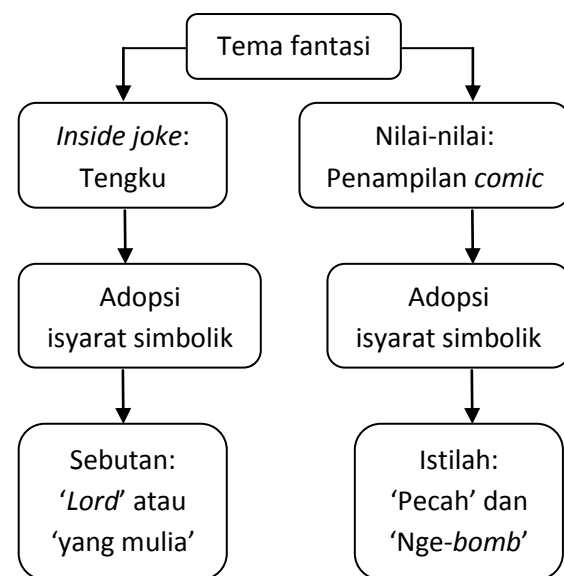 Tema fantasi
Inside joke:
Tengku
Nilai-nilai:
Penampilan comic
Adopsi
isyarat simbolik
Adopsi
isyarat simbolik
Sebutan:
‘Lord’ atau
‘yang mulia’
Istilah:
‘Pecah’ dan
‘Nge-bomb’